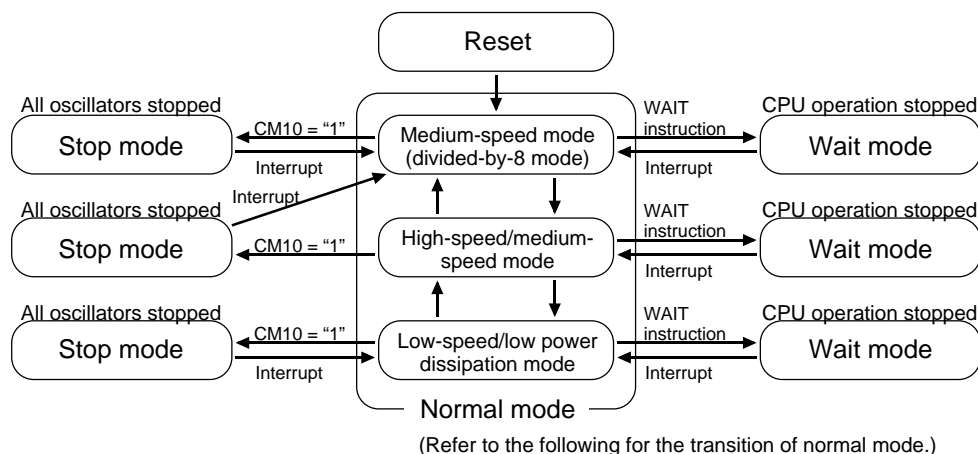 Reset
All oscillators stopped
Stop mode
CM10 = “1”
Interrupt
Medium-speed mode
(divided-by-8 mode)
WAIT
instruction
Interrupt
CPU operation stopped
Wait mode
Interrupt
All oscillators stopped
Stop mode
CM10 = “1”
High-speed/medium-
speed mode
WAIT
instruction
Interrupt
CPU operation stopped
Wait mode
All oscillators stopped
Stop mode
CM10 = “1”
Interrupt
Low-speed/low power
dissipation mode
WAIT
instruction
Interrupt
CPU operation stopped
Wait mode
Normal mode
(Refer to the following for the transition of normal mode.)